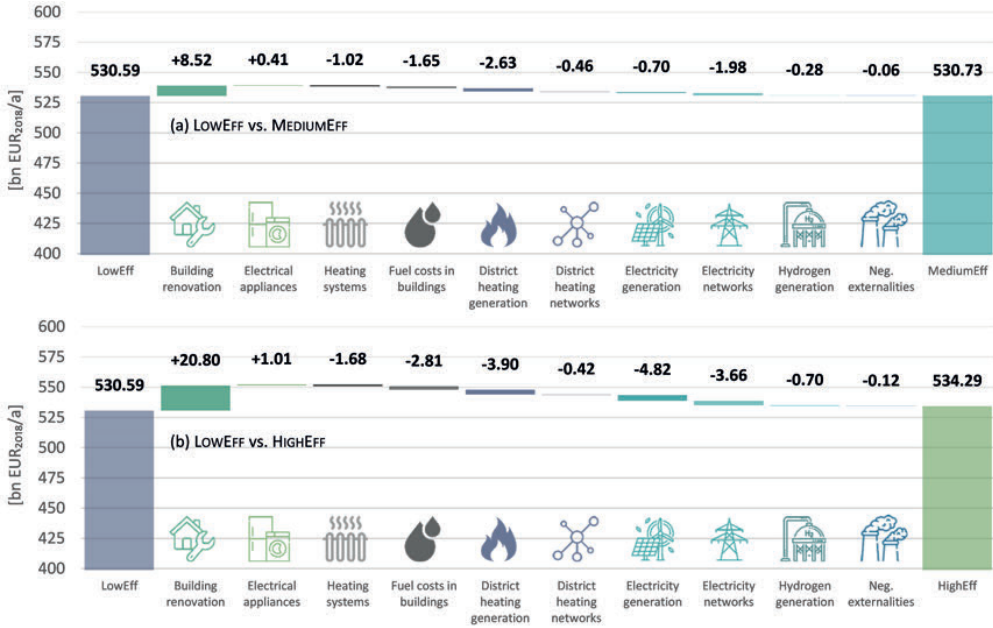 600
575
550
525
500
475
450
425
400
[bn EUR2018/a]
530.59
+8.52
+0.41
-1.02
-1.65
-2.63
-0.46
-0.70
-1.98
-0.28
-0.06
530.73
(a) LOWEFF VS. MEDIUMEFF
H₂
LowEff
Building
renovation
Electrical
appliances
Heating
systems
Fuel costs in
buildings
District
heating
generation
District
heating
networks
Electricity
generation
Electricity
networks
Hydrogen
generation
Neg.
externalities
MediumEff
600
575
550
525
500
475
450
425
400
[bn EUR2018/a]
530.59
+20.80
+1.01
-1.68
-2.81
-3.90
-0.42
-4.82
-3.66
-0.70
-0.12
534.29
(b) LOWEFF VS. HIGHEFF
H₂
LowEff
Building
renovation
Electrical
appliances
Heating
systems
Fuel costs in
buildings
District
heating
generation
District
heating
networks
Electricity
generation
Electricity
networks
Hydrogen
generation
Neg.
externalities
HighEff